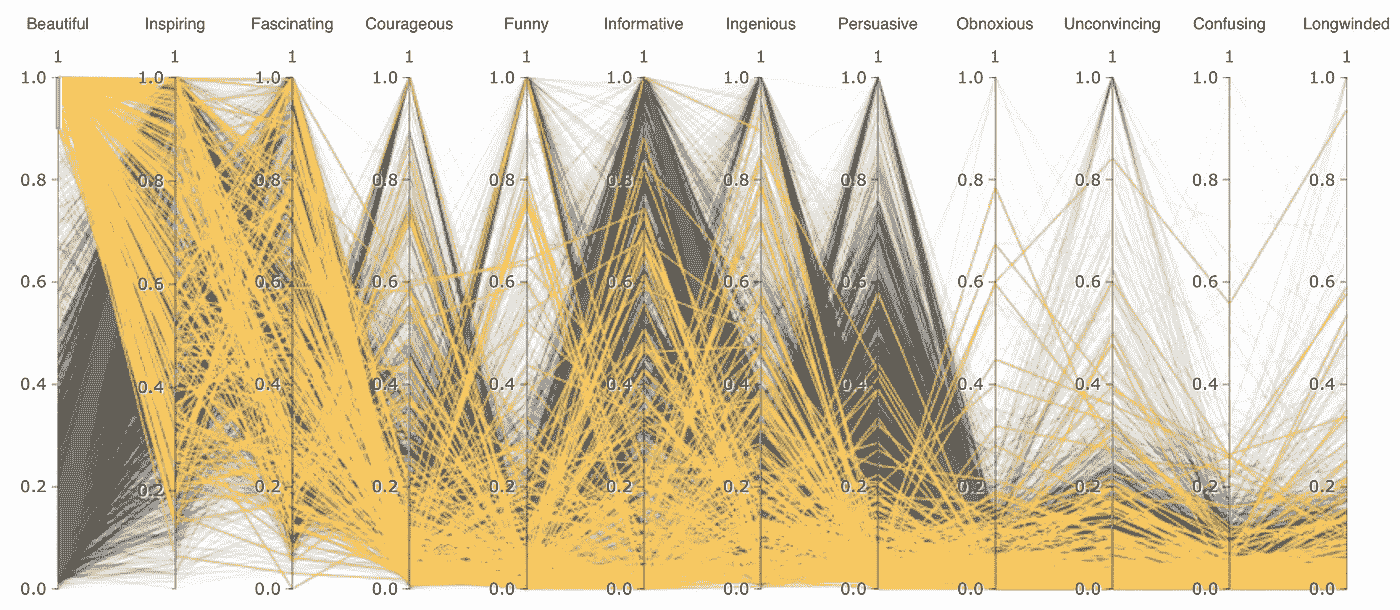 Beautiful Inspiring Fascinating Courageous Funny Informative Ingenious Persuasive Obnoxious Unconvincing Confusing Longwinded
1 1 1 1 1 1 1 1 1 1 1 1
1.0 1.0 1.0 1.0 1.0 1.0 1.0 1.0 1.0 1.0 1.0 1.0
0.8 0.8 0.8 0.8 0.8 0.8 0.8 0.8 0.8 0.8 0.8 0.8
0.6 0.6 0.6 0.6 0.6 0.6 0.6 0.6 0.6 0.6 0.6 0.6
0.4 0.4 0.4 0.4 0.4 0.4 0.4 0.4 0.4 0.4 0.4 0.4
0.2 0.2 0.2 0.2 0.2 0.2 0.2 0.2 0.2 0.2 0.2 0.2
0.0 0.0 0.0 0.0 0.0 0.0 0.0 0.0 0.0 0.0 0.0